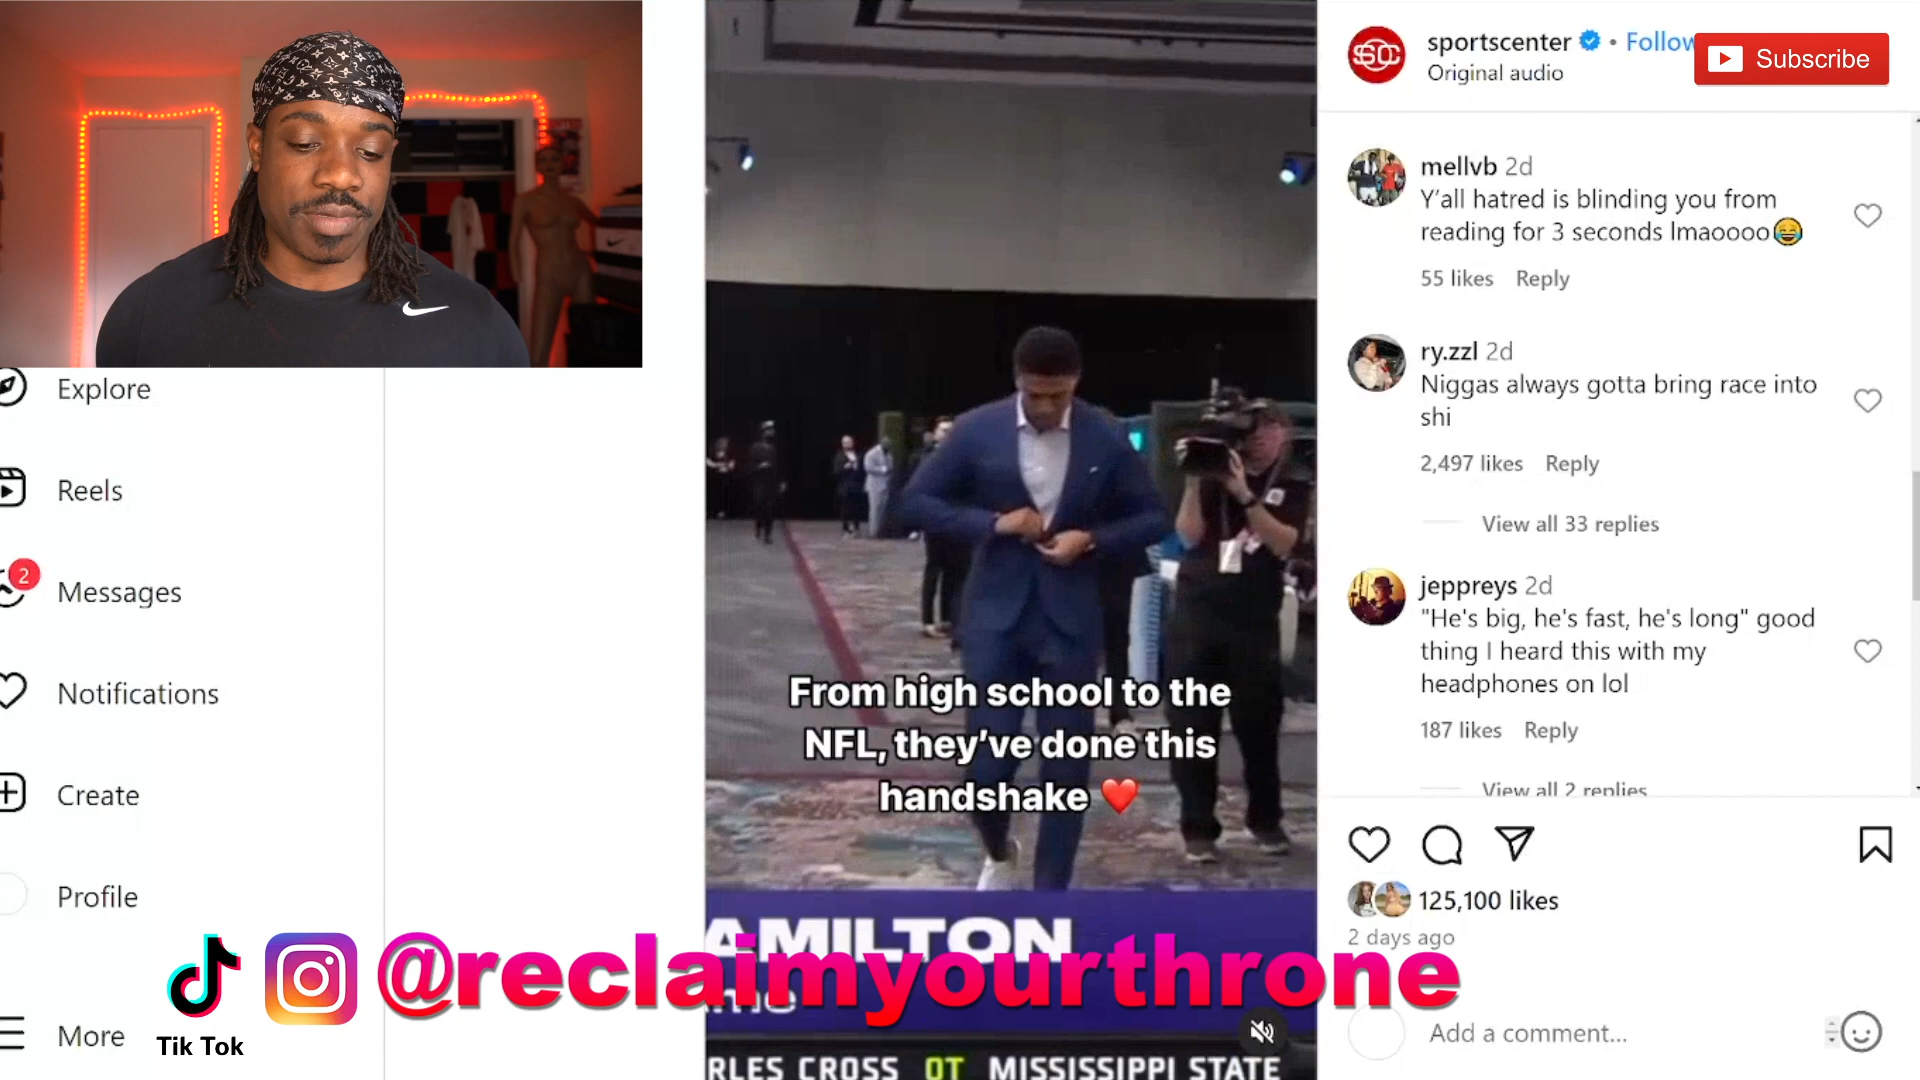 sportscenter • Follow
Original audio
Subscribe
mellvb 2d
Y'all hatred is blinding you from
reading for 3 seconds lmaoooo😂
55 likes Reply
ry.zzl 2d
Niggas always gotta bring race into
shi
2,497 likes Reply
View all 33 replies
jeppreys 2d
"He's big, he's fast, he's long" good
thing I heard this with my
headphones on lol
187 likes Reply
View all 2 replies
125,100 likes
2 days ago
Add a comment...
Explore
Reels
2
Messages
Notifications
Create
Profile
More
From high school to the
NFL, they've done this
handshake ❤️
AMILTON
@reclaimyourthrone
Tik Tok
RLES CROSS OT MISSISSIPPI STATE